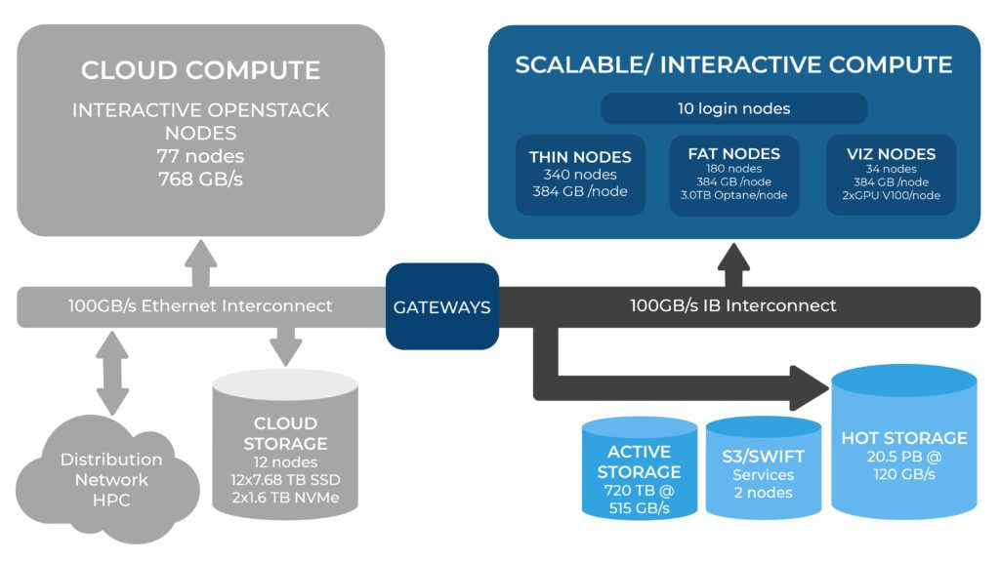 CLOUD COMPUTE
INTERACTIVE OPENSTACK
NODES
77 nodes
768 GB/s
SCALABLE/ INTERACTIVE COMPUTE
10 login nodes
THIN NODES
340 nodes
384 GB /node
FAT NODES
180 nodes
384 GB /node
3.0TB Optane/node
VIZ NODES
34 nodes
384 GB /node
2xGPU V100/node
100GB/s Ethernet Interconnect
GATEWAYS
100GB/s IB Interconnect
Distribution
Network
HPC
CLOUD
STORAGE
12 nodes
12x7.68 TB SSD
2x1.6 TB NVMe
ACTIVE
STORAGE
720 TB @
515 GB/s
S3/SWIFT
Services
2 nodes
HOT STORAGE
20.5 PB @
120 GB/s